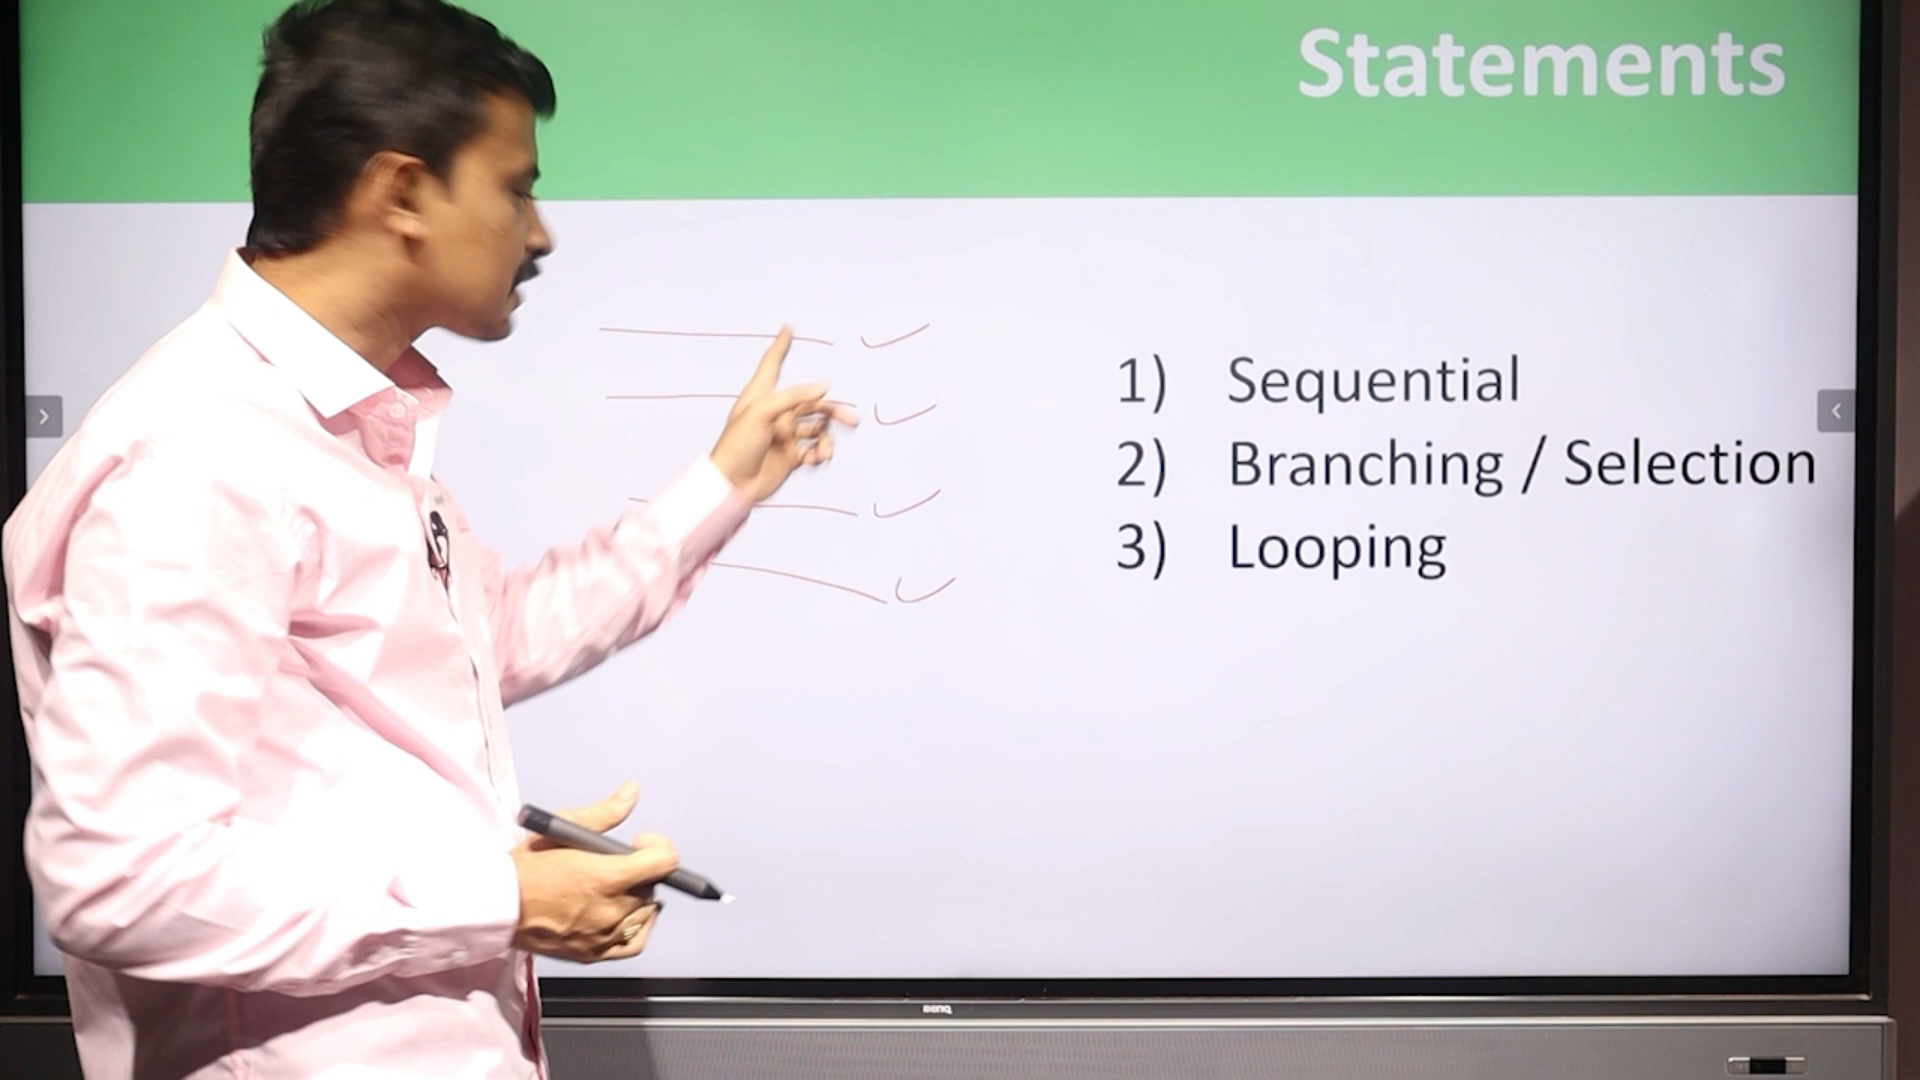 Statements
1) Sequential
2) Branching / Selection
3) Looping
BenQ